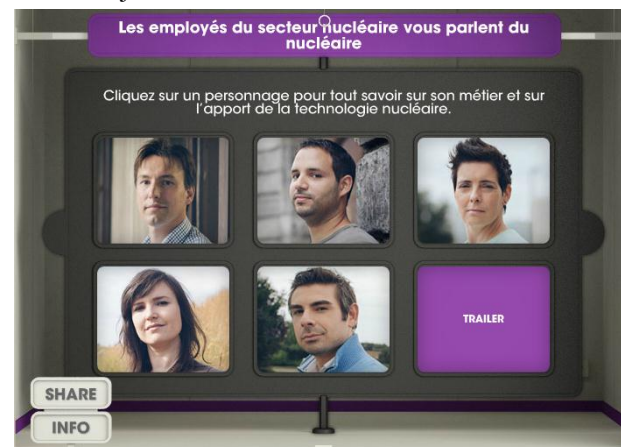 Les employés du secteur nucléaire vous parlent du
nucléaire
Cliquez sur un personnage pour tout savoir sur son métier et sur
l'apport de la technologie nucléaire.
TRAILER
SHARE
INFO